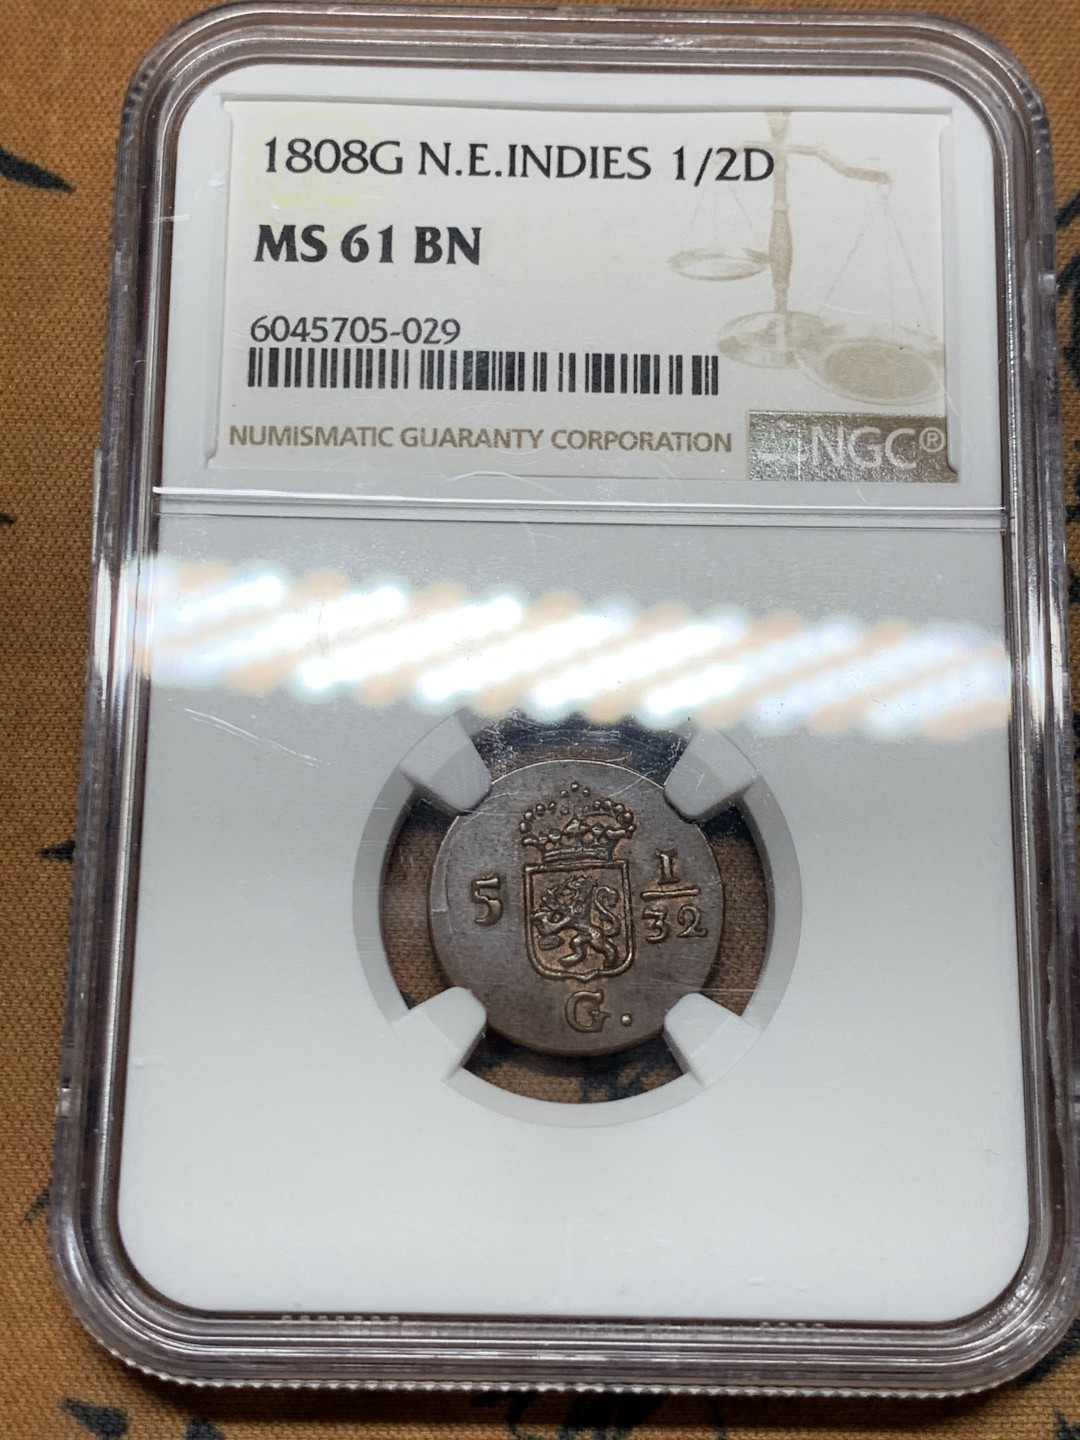 1808G N.E.INDIES 1/2D
MS 61 BN
6045705-029
NUMISMATIC GUARANTY CORPORATION NGC®
5 1/32
G.